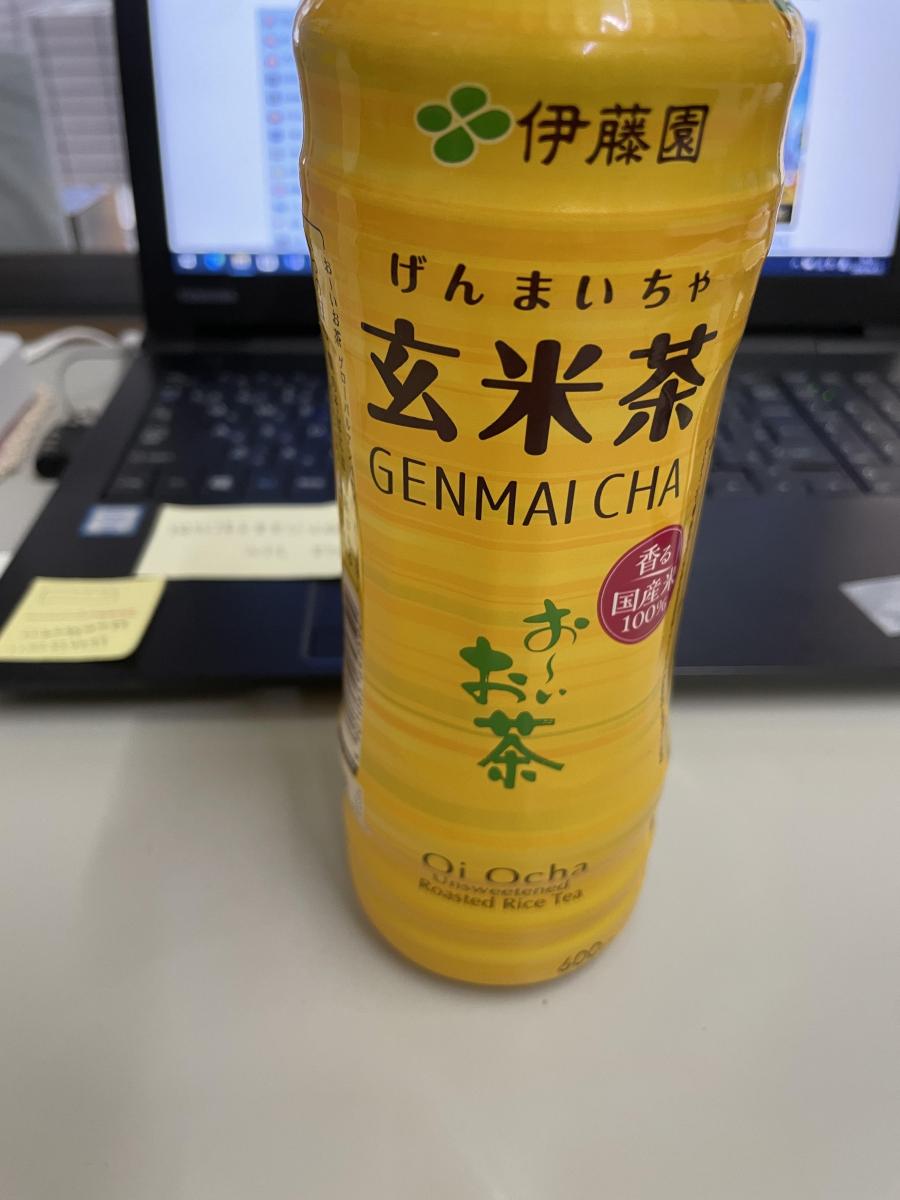 伊藤園
げんまいちゃ
玄米茶
GENMAI CHA
香る
国産米
100%
お〜い
お茶
Oi Ocha
Unsweetened
Roasted Rice Tea
600